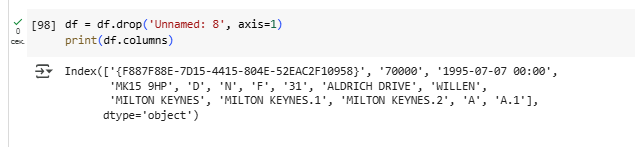 [98] df = df.drop('Unnamed: 8', axis=1)
0
сек.
print(df.columns)
Index(['{F887F88E-7D15-4415-804E-52EAC2F10958}', '70000', '1995-07-07 00:00',
'MK15 9HP', 'D', 'N', 'F', '31', 'ALDRICH DRIVE', 'WILLEN',
'MILTON KEYNES', 'MILTON KEYNES.1', 'MILTON KEYNES.2', 'A', 'A.1'],
dtype='object')